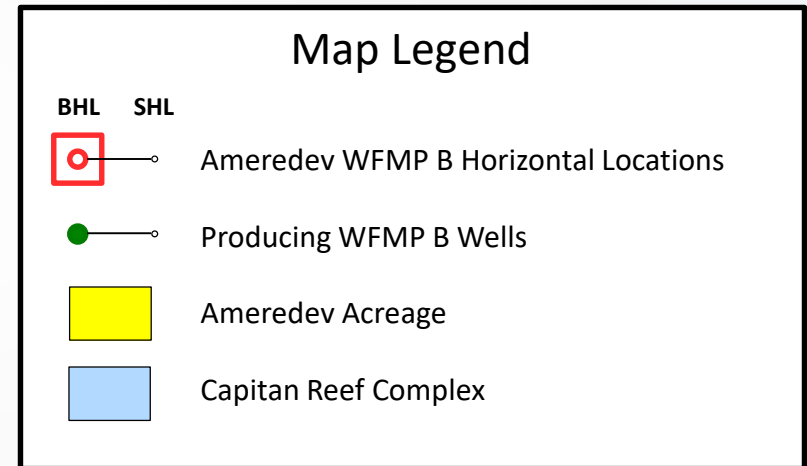 Map Legend
BHL SHL
Ameredev WFMP B Horizontal Locations
Producing WFMP B Wells
Ameredev Acreage
Capitan Reef Complex